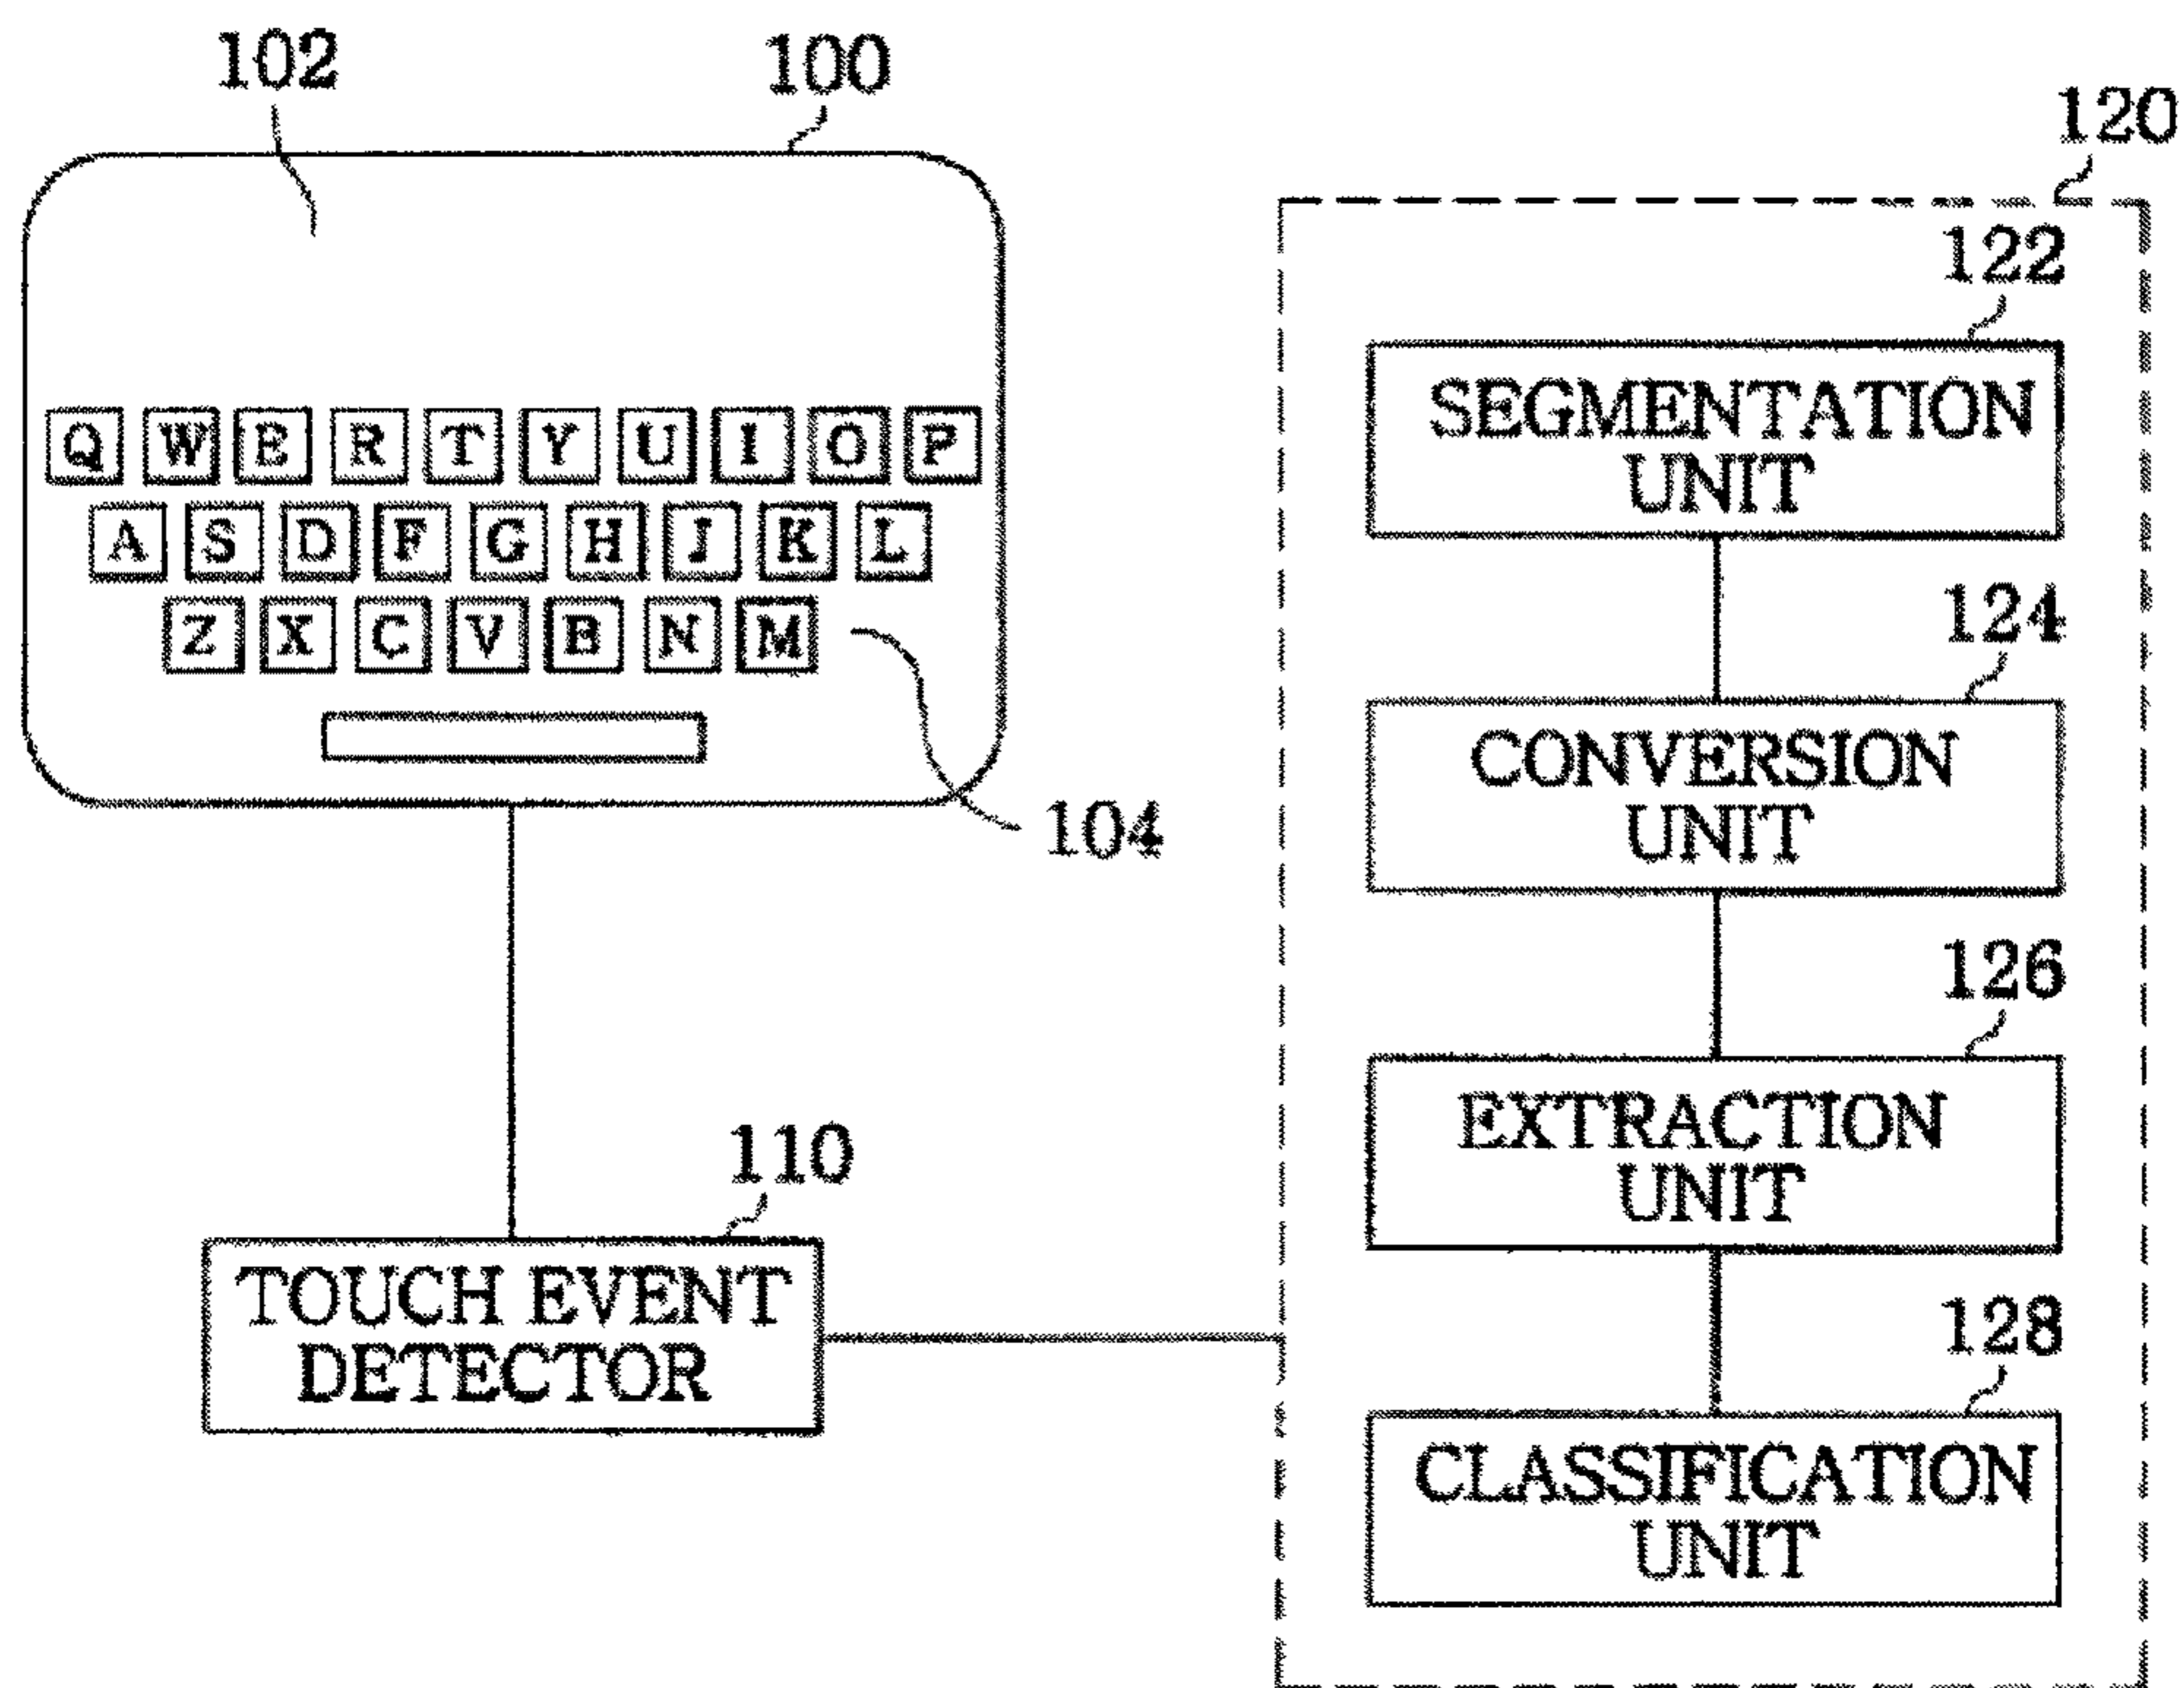 102
100
Q W E R T Y U I O P
A S D F G H J K L
Z X C V B N M
104
110
TOUCH EVENT
DETECTOR
120
122
SEGMENTATION
UNIT
124
CONVERSION
UNIT
126
EXTRACTION
UNIT
128
CLASSIFICATION
UNIT